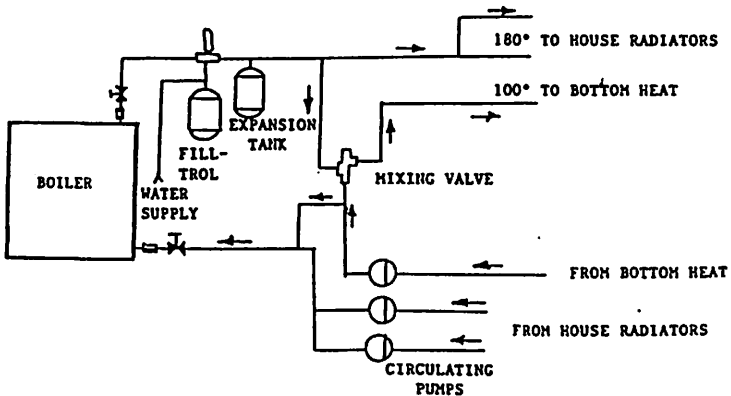 180° TO HOUSE RADIATORS
100° TO BOTTOM HEAT
EXPANSION
TANK
FILL-
TROL
BOILER
MIXING VALVE
WATER
SUPPLY
FROM BOTTOM HEAT
FROM HOUSE RADIATORS
CIRCULATING
PUMPS